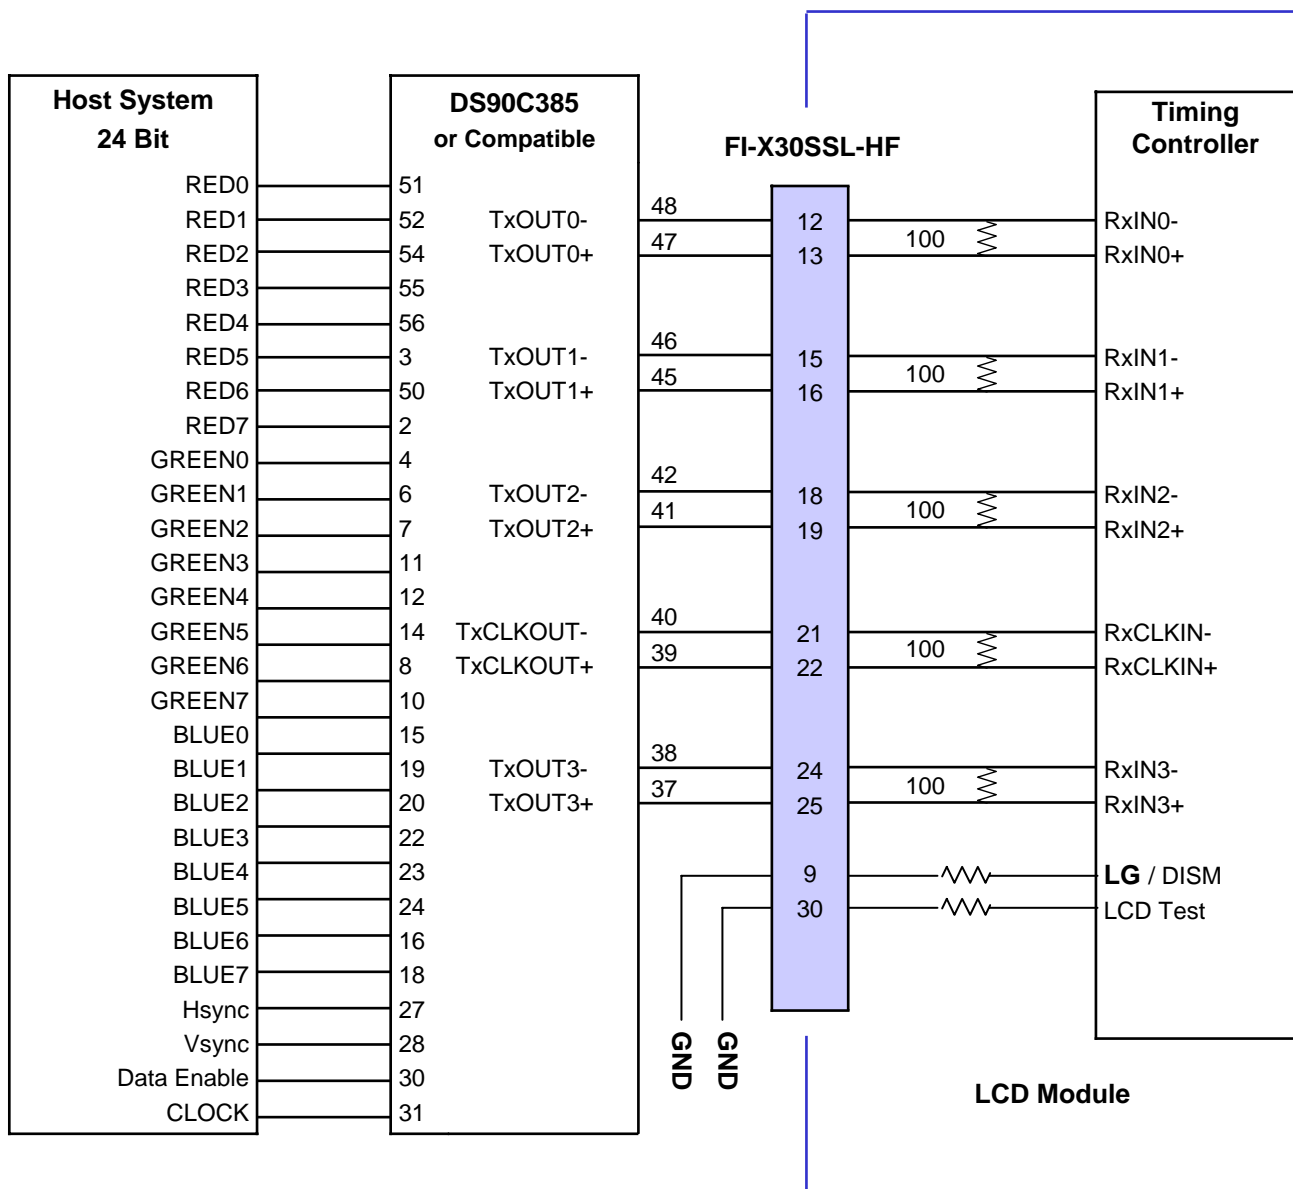 Host System
24 Bit
RED0
RED1
RED2
RED3
RED4
RED5
RED6
RED7
GREEN0
GREEN1
GREEN2
GREEN3
GREEN4
GREEN5
GREEN6
GREEN7
BLUE0
BLUE1
BLUE2
BLUE3
BLUE4
BLUE5
BLUE6
BLUE7
Hsync
Vsync
Data Enable
CLOCK
DS90C385
or Compatible
51
52
54
55
56
3
50
2
4
6
7
11
12
14
8
10
15
19
20
22
23
24
16
18
27
28
30
31
TxOUT0-
TxOUT0+
TxOUT1-
TxOUT1+
TxOUT2-
TxOUT2+
TxCLKOUT-
TxCLKOUT+
TxOUT3-
TxOUT3+
48
47
46
45
42
41
40
39
38
37
GND
GND
FI-X30SSL-HF
12
13
15
16
18
19
21
22
24
25
9
30
100
100
100
100
100
Timing
Controller
RxIN0-
RxIN0+
RxIN1-
RxIN1+
RxIN2-
RxIN2+
RxCLKIN-
RxCLKIN+
RxIN3-
RxIN3+
LG / DISM
LCD Test
LCD Module